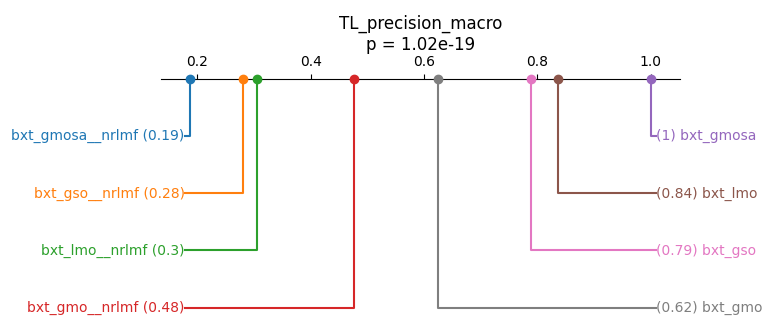 TL_precision_macro
p = 1.02e-19
0.2 0.4 0.6 0.8 1.0
bxt_gmosa__nrlmf (0.19) (1) bxt_gmosa
bxt_gso__nrlmf (0.28) (0.84) bxt_lmo
bxt_lmo__nrlmf (0.3) (0.79) bxt_gso
bxt_gmo__nrlmf (0.48) (0.62) bxt_gmo